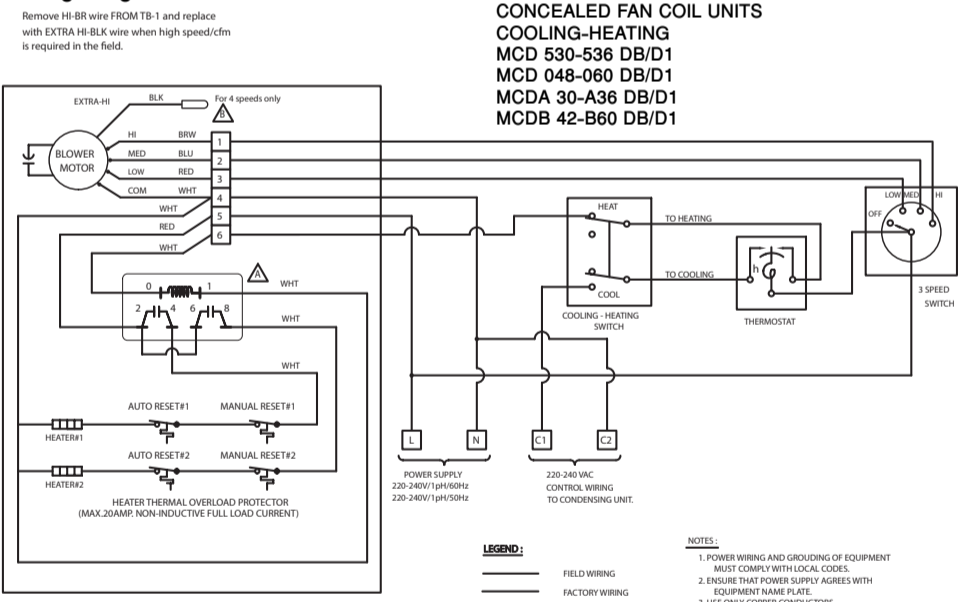 Remove HI-BR wire FROM TB-1 and replace
with EXTRA HI-BLK wire when high speed/cfm
is required in the field.
CONCEALED FAN COIL UNITS
COOLING-HEATING
MCD 530-536 DB/D1
MCD 048-060 DB/D1
MCDA 30-A36 DB/D1
MCDB 42-B60 DB/D1
EXTRA-HI
BLK
For 4 speeds only
B
BLOWER
MOTOR
HI
BRW
1
MED
BLU
2
LOW
RED
3
COM
WHT
4
WHT
5
RED
6
WHT
A
0
1
WHT
2
4
6
8
WHT
WHT
AUTO RESET#1
MANUAL RESET#1
HEATER#1
AUTO RESET#2
MANUAL RESET#2
HEATER#2
HEATER THERMAL OVERLOAD PROTECTOR
(MAX.20AMP. NON-INDUCTIVE FULL LOAD CURRENT)
HEAT
COOL
COOLING - HEATING
SWITCH
TO HEATING
TO COOLING
h
THERMOSTAT
LOW
MED
HI
OFF
3 SPEED
SWITCH
L
N
C1
C2
POWER SUPPLY
220-240V/1pH/60Hz
220-240V/1pH/50Hz
220-240 VAC
CONTROL WIRING
TO CONDENSING UNIT.
LEGEND :
FIELD WIRING
FACTORY WIRING
NOTES :
1. POWER WIRING AND GROUDING OF EQUIPMENT
MUST COMPLY WITH LOCAL CODES.
2. ENSURE THAT POWER SUPPLY AGREES WITH
EQUIPMENT NAME PLATE.